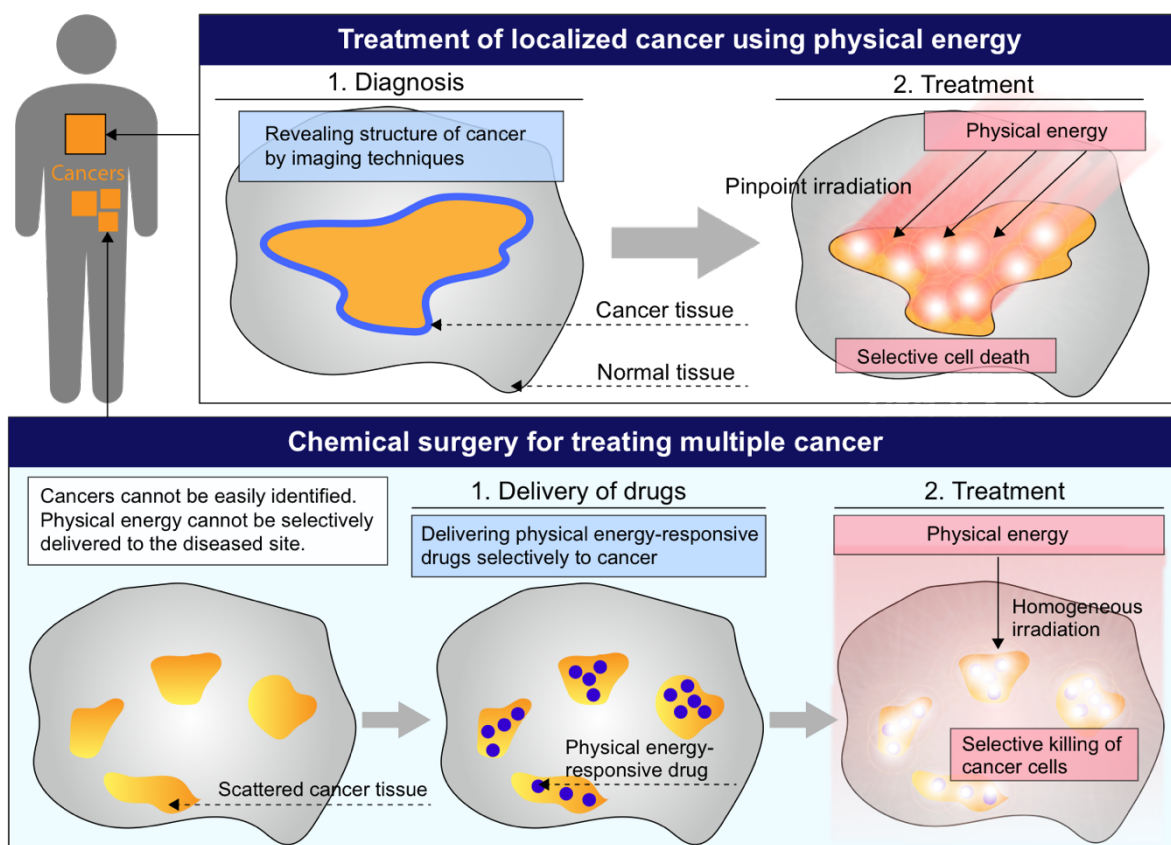 Treatment of localized cancer using physical energy
1. Diagnosis
2. Treatment
Revealing structure of cancer
by imaging techniques
Physical energy
Pinpoint irradiation
Cancers
Cancer tissue
Selective cell death
Normal tissue
Chemical surgery for treating multiple cancer
Cancers cannot be easily identified.
Physical energy cannot be selectively
delivered to the diseased site.
1. Delivery of drugs
2. Treatment
Delivering physical energy-responsive
drugs selectively to cancer
Physical energy
Homogeneous
irradiation
Scattered cancer tissue
Physical energy-
responsive drug
Selective killing of
cancer cells